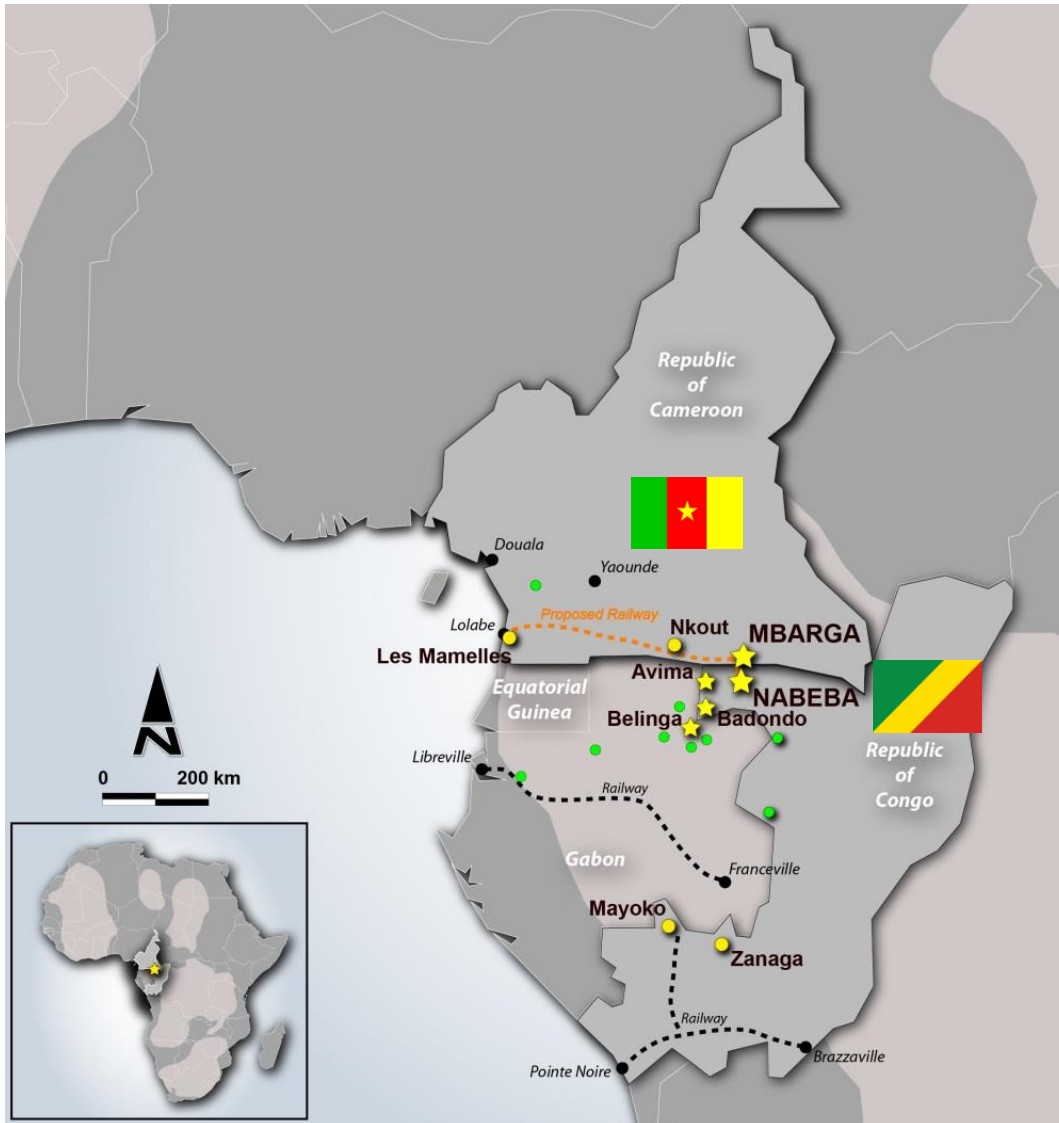 Republic
of
Cameroon
Douala
Yaounde
Proposed Railway
Lolabe
Nkout
MBARGA
Les Mamelles
Avima
Equatorial
Guinea
NABEBA
Belinga
Badondo
Republic
of
Congo
Libreville
N
0 200 km
Railway
Gabon
Franceville
Mayoko
Zanaga
Railway
Pointe Noire
Brazzaville